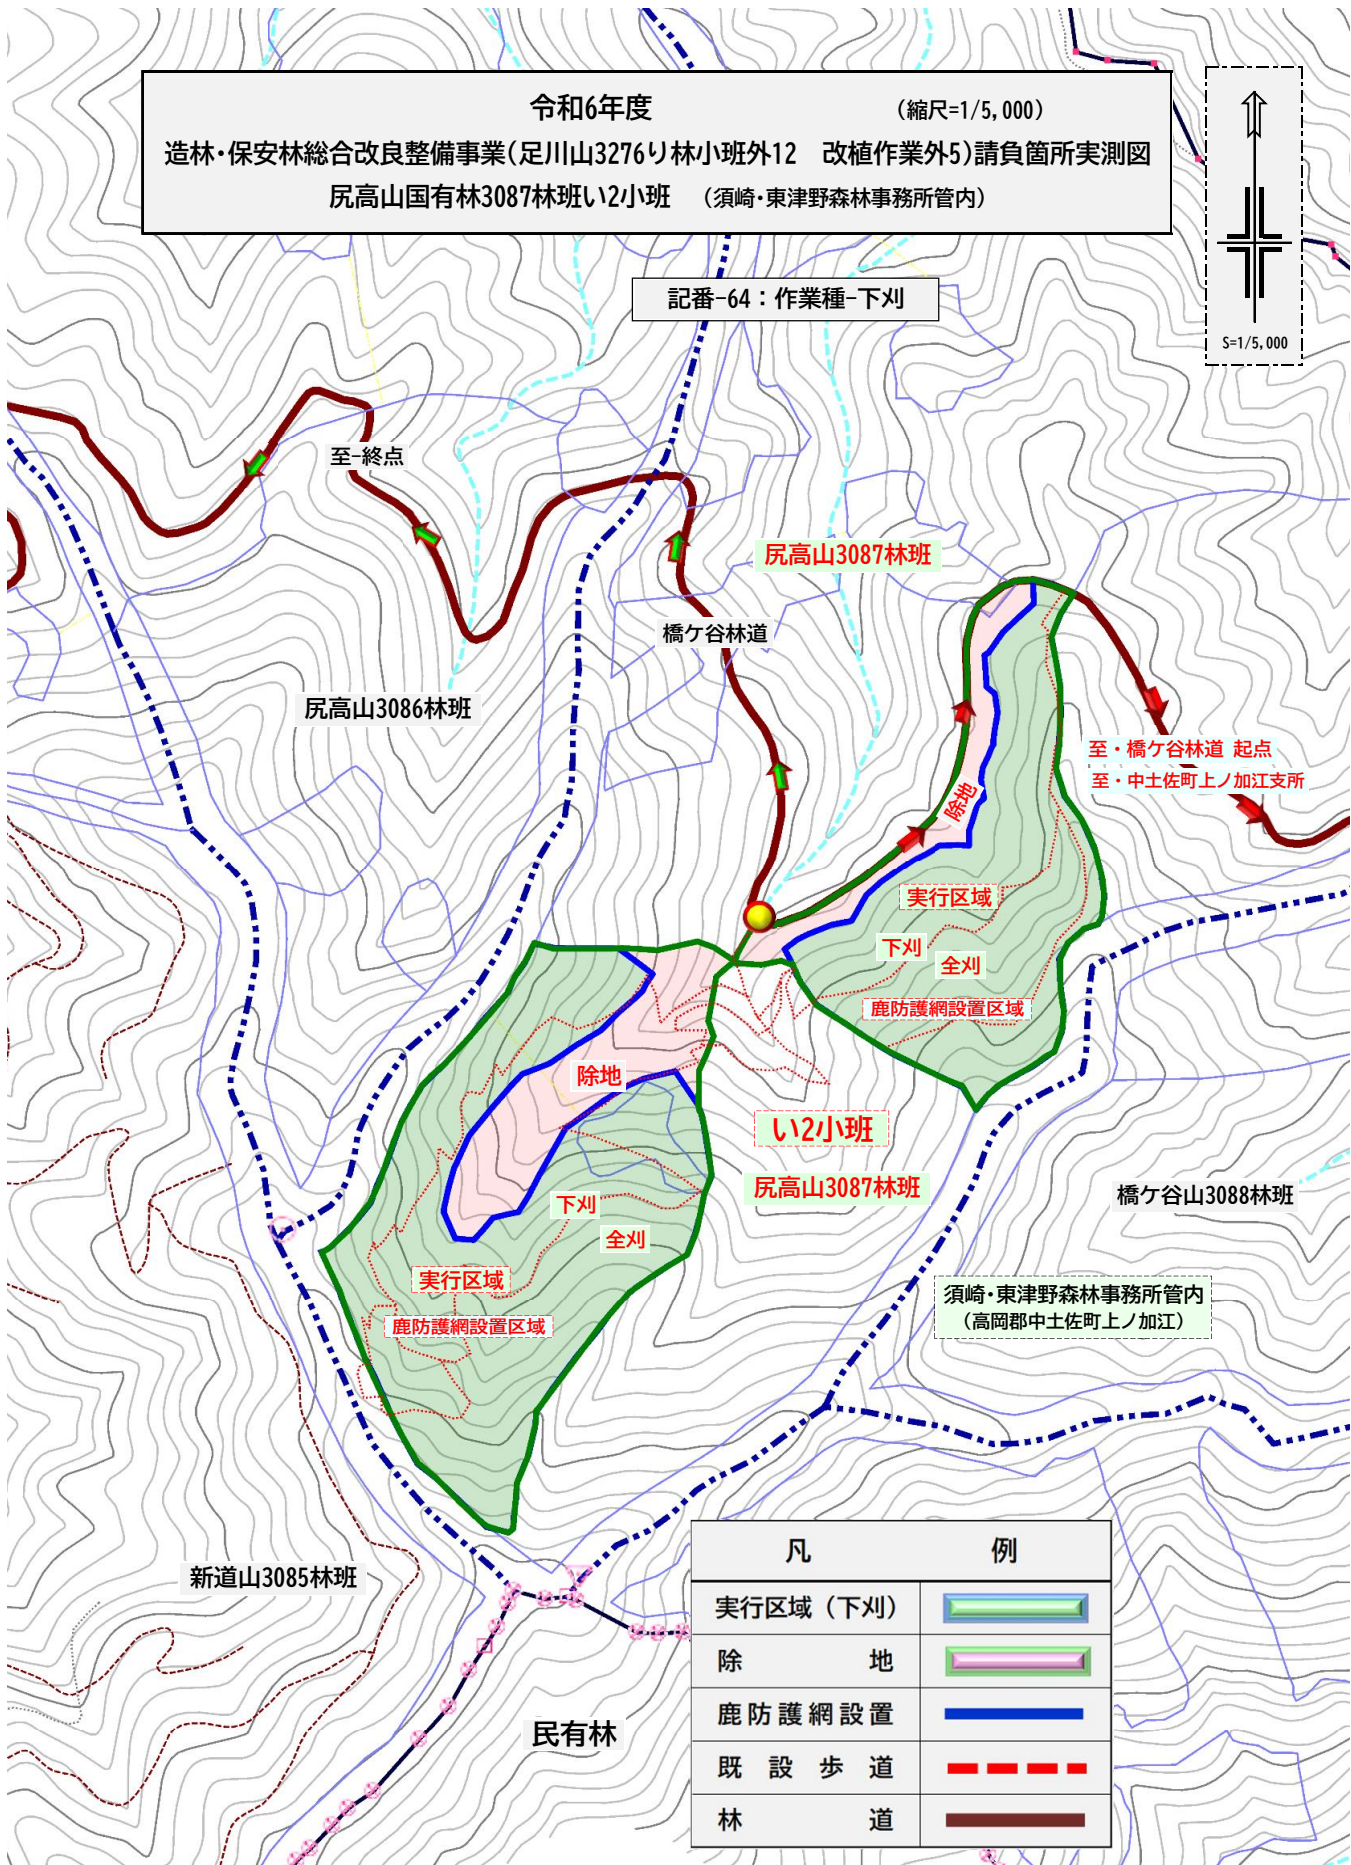 令和6年度　（縮尺=1/5,000）
造林・保安林総合改良整備事業（足川山3276り林小班外12　改植作業外5）請負箇所実測図
尻高山国有林3087林班い2小班　（須崎・東津野森林事務所管内）
S=1/5,000
記番-64：作業種-下刈
至-終点
尻高山3087林班
橋ケ谷林道
尻高山3086林班
至・橋ケ谷林道 起点
至・中土佐町上ノ加江支所
除地
実行区域
下刈
全刈
鹿防護網設置区域
除地
い2小班
尻高山3087林班
橋ケ谷山3088林班
下刈
全刈
実行区域
鹿防護網設置区域
須崎・東津野森林事務所管内
（高岡郡中土佐町上ノ加江）
新道山3085林班
民有林
凡　例
実行区域（下刈）
除地
鹿防護網設置
既設歩道
林道